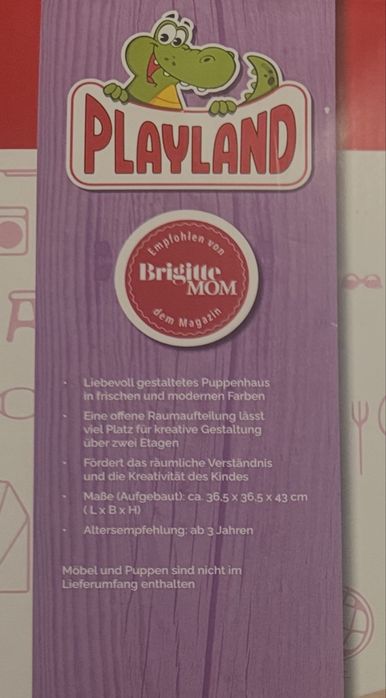 PLAYLAND
Empfohlen von
Brigitte
MOM
dem Magazin
• Liebevoll gestaltetes Puppenhaus
in frischen und modernen Farben
• Eine offene Raumaufteilung lässt
viel Platz für kreative Gestaltung
über zwei Etagen
• Fördert das räumliche Verständnis
und die Kreativität des Kindes
• Maße (Aufgebaut): ca. 36,5 x 36,5 x 43 cm
( L x B x H)
• Altersempfehlung: ab 3 Jahren
Möbel und Puppen sind nicht im
Lieferumfang enthalten